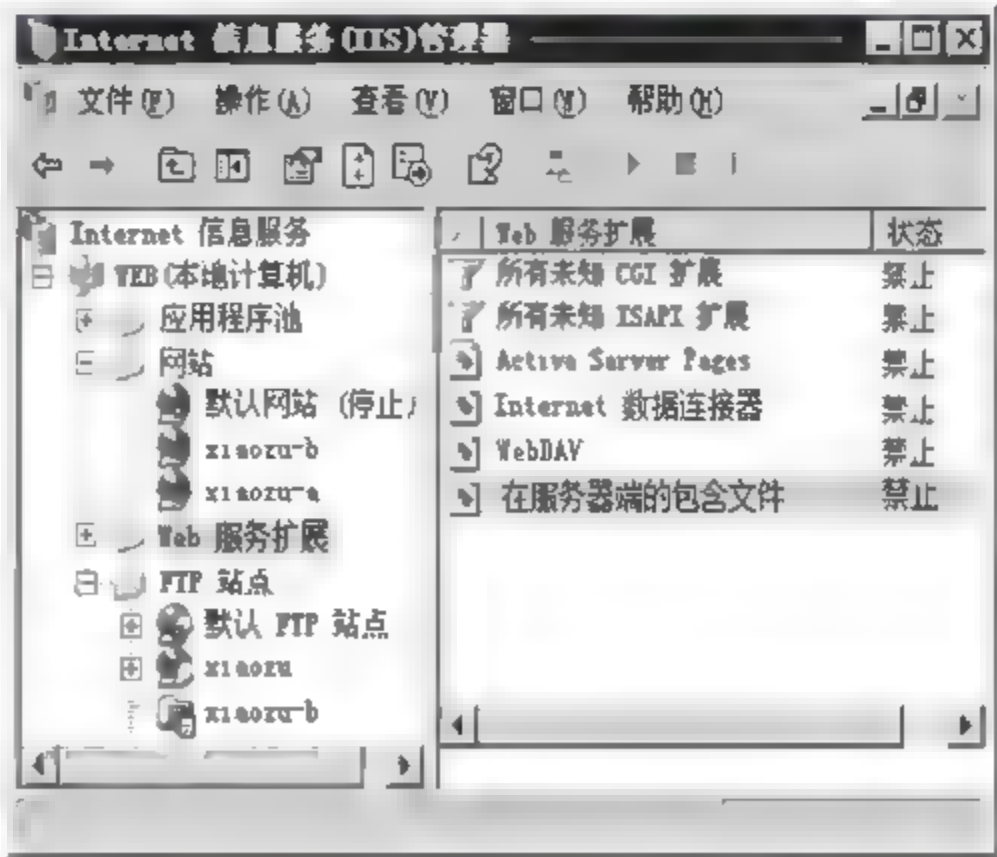 Internet 信息服务(IIS)管理器
文件(F) 操作(A) 查看(V) 窗口(W) 帮助(H)
Internet 信息服务
WEB(本地计算机)
应用程序池
网站
默认网站 (停止)
xiaozu-b
xiaozu-a
Web 服务扩展
FTP 站点
默认 FTP 站点
xiaozu
xiaozu-b
Web 服务扩展 状态
所有未知 CGI 扩展 禁止
所有未知 ISAPI 扩展 禁止
Active Server Pages 禁止
Internet 数据连接器 禁止
WebDAV 禁止
在服务器端的包含文件 禁止